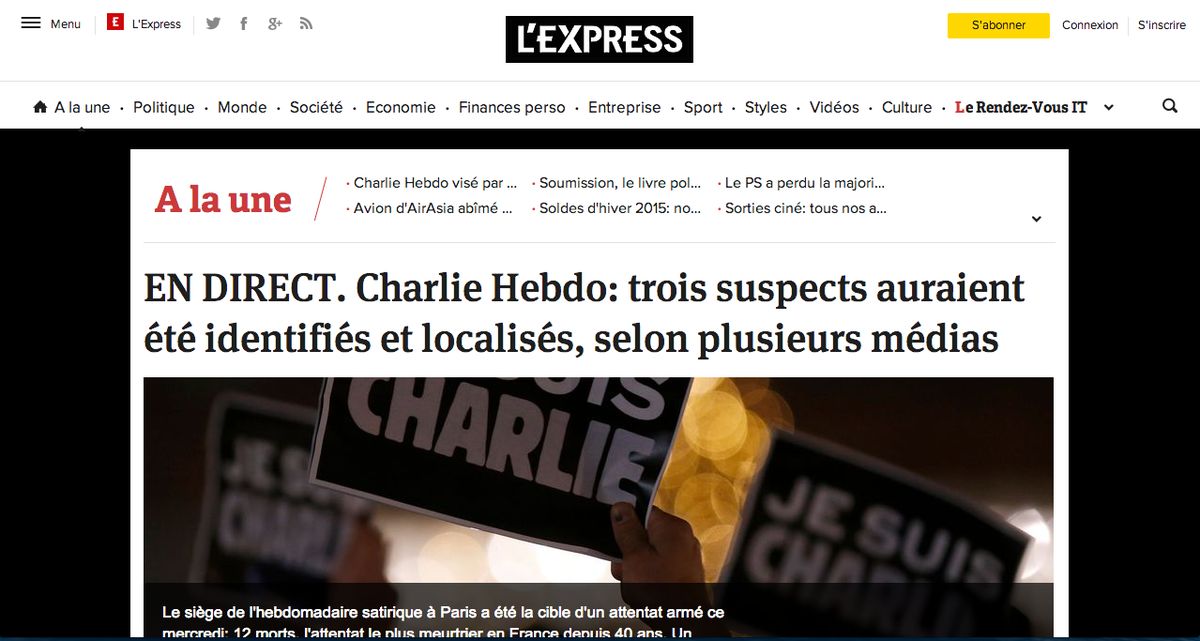 Menu
E
L'Express
L'EXPRESS
S'abonner
Connexion
S'inscrire
A la une · Politique · Monde · Société · Economie · Finances perso · Entreprise · Sport · Styles · Vidéos · Culture · Le Rendez-Vous IT
A la une
· Charlie Hebdo visé par ...
· Soumission, le livre pol...
· Le PS a perdu la majori...
· Avion d'AirAsia abîmé ...
· Soldes d'hiver 2015: no...
· Sorties ciné: tous nos a...
EN DIRECT. Charlie Hebdo: trois suspects auraient
été identifiés et localisés, selon plusieurs médias
SUIS
CHARLIE
JE SUIS
CHARLIE
JE SUIS
CHARLIE
Le siège de l'hebdomadaire satirique à Paris a été la cible d'un attentat armé ce
mercredi: 12 morts, l'attentat le plus meurtrier en France depuis 40 ans. Un